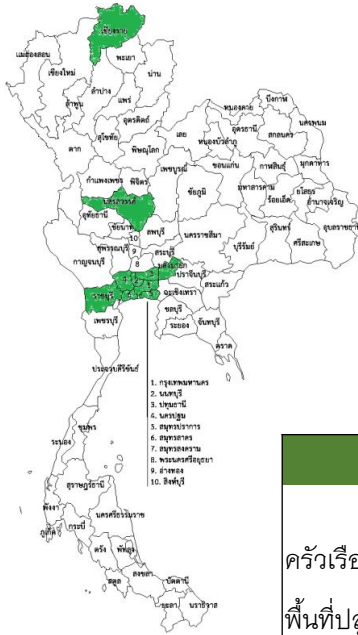 เชียงราย
แม่ฮ่องสอน
เชียงใหม่
พะเยา
น่าน
ลำปาง
ลำพูน
แพร่
อุตรดิตถ์
สุโขทัย
ตาก
พิษณุโลก
เลย
หนองคาย
บึงกาฬ
อุดรธานี
หนองบัวลำภู
สกลนคร
นครพนม
กำแพงเพชร
พิจิตร
เพชรบูรณ์
ขอนแก่น
กาฬสินธุ์
มุกดาหาร
นครสวรรค์
ชัยภูมิ
มหาสารคาม
ร้อยเอ็ด
ยโสธร
อำนาจเจริญ
อุทัยธานี
ชัยนาท
ลพบุรี
นครราชสีมา
บุรีรัมย์
สุรินทร์
ศรีสะเกษ
อุบลราชธานี
10
สุพรรณบุรี
9
สระบุรี
กาญจนบุรี
8
นครนายก
ปราจีนบุรี
สระแก้ว
ราชบุรี
ฉะเชิงเทรา
ชลบุรี
เพชรบุรี
ระยอง
จันทบุรี
ตราด
ประจวบคีรีขันธ์
1. กรุงเทพมหานคร
2. นนทบุรี
3. ปทุมธานี
4. นครปฐม
5. สมุทรปราการ
6. สมุทรสาคร
7. สมุทรสงคราม
8. พระนครศรีอยุธยา
9. อ่างทอง
10. สิงห์บุรี
ชุมพร
ระนอง
สุราษฎร์ธานี
พังงา
นครศรีธรรมราช
ภูเก็ต
กระบี่
ตรัง
พัทลุง
สตูล
สงขลา
ปัตตานี
ยะลา
นราธิวาส
ครัวเรือ
พื้นที่ปลู